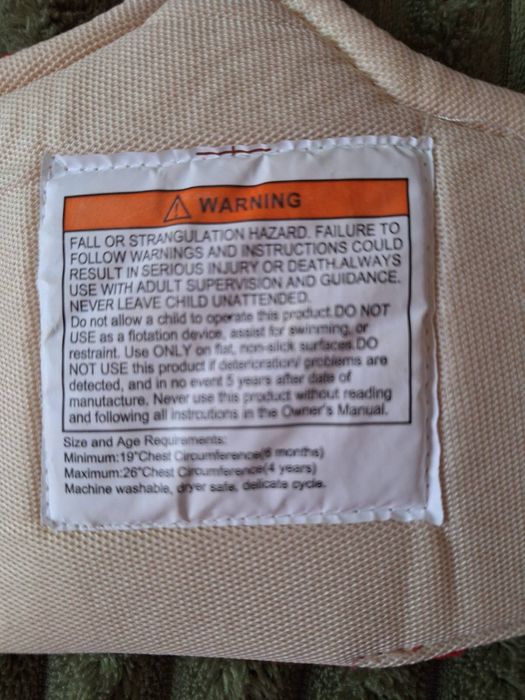 WARNING
FALL OR STRANGULATION HAZARD. FAILURE TO
FOLLOW WARNINGS AND INSTRUCTIONS COULD
RESULT IN SERIOUS INJURY OR DEATH.ALWAYS
USE WITH ADULT SUPERVISION AND GUIDANCE.
NEVER LEAVE CHILD UNATTENDED.
Do not allow a child to operate this product.DO NOT
USE as a flotation device, assist for swimming, or
restraint. Use ONLY on flat, non-slick surfaces.DO
NOT USE this product if deterioration/ problems are
detected, and in no event 5 years after date of
manufacture. Never use this product without reading
and following all instrcutions in the Owner's Manual.
Size and Age Requirements:
Minimum:19"Chest Circumference(6 months)
Maximum:26"Chest Circumference(4 years)
Machine washable, dryer safe, delicate cycle.